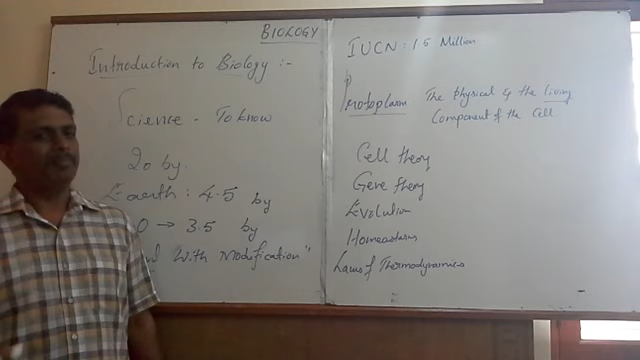 BIOLOGY
Introduction to Biology :-
Science - To know
20 by.
Earth : 4.5 by
O → 3.5 by
With Modification"
IUCN : 1.5 Million
Protoplasm The Physical & the living
Component of the Cell
Cell theory
Gene theory
Evolution
Homeostasis
Laws of Thermodynamics